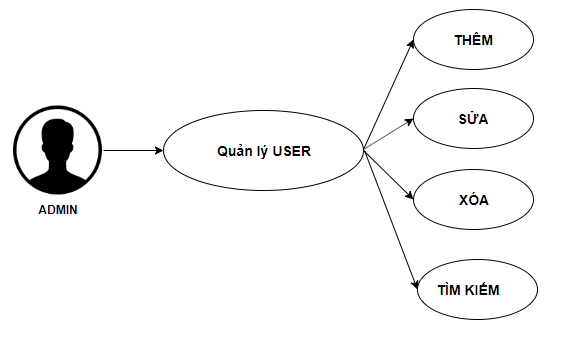 THÊM
SỬA
Quản lý USER
XÓA
ADMIN
TÌM KIẾM